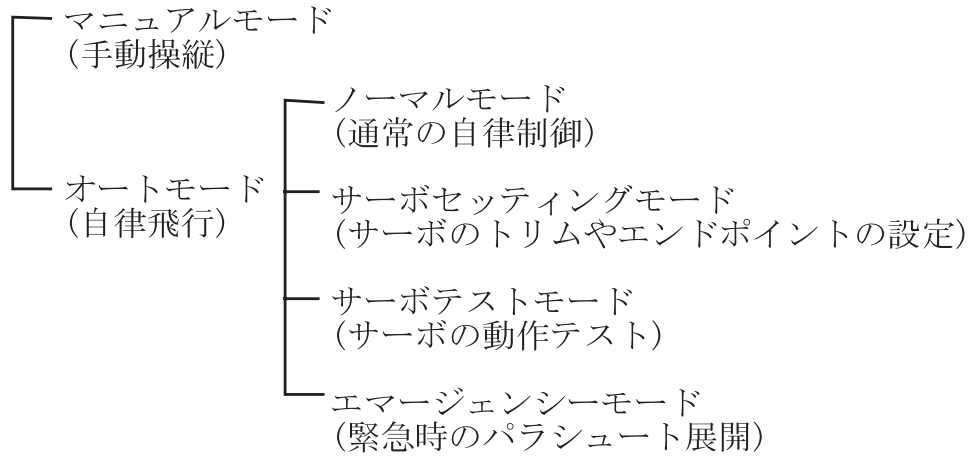 マニュアルモード
(手動操縦)
ノーマルモード
(通常の自律制御)
オートモード
(自律飛行)
サーボセッティングモード
(サーボのトリムやエンドポイントの設定)
サーボテストモード
(サーボの動作テスト)
エマージェンシーモード
(緊急時のパラシュート展開)